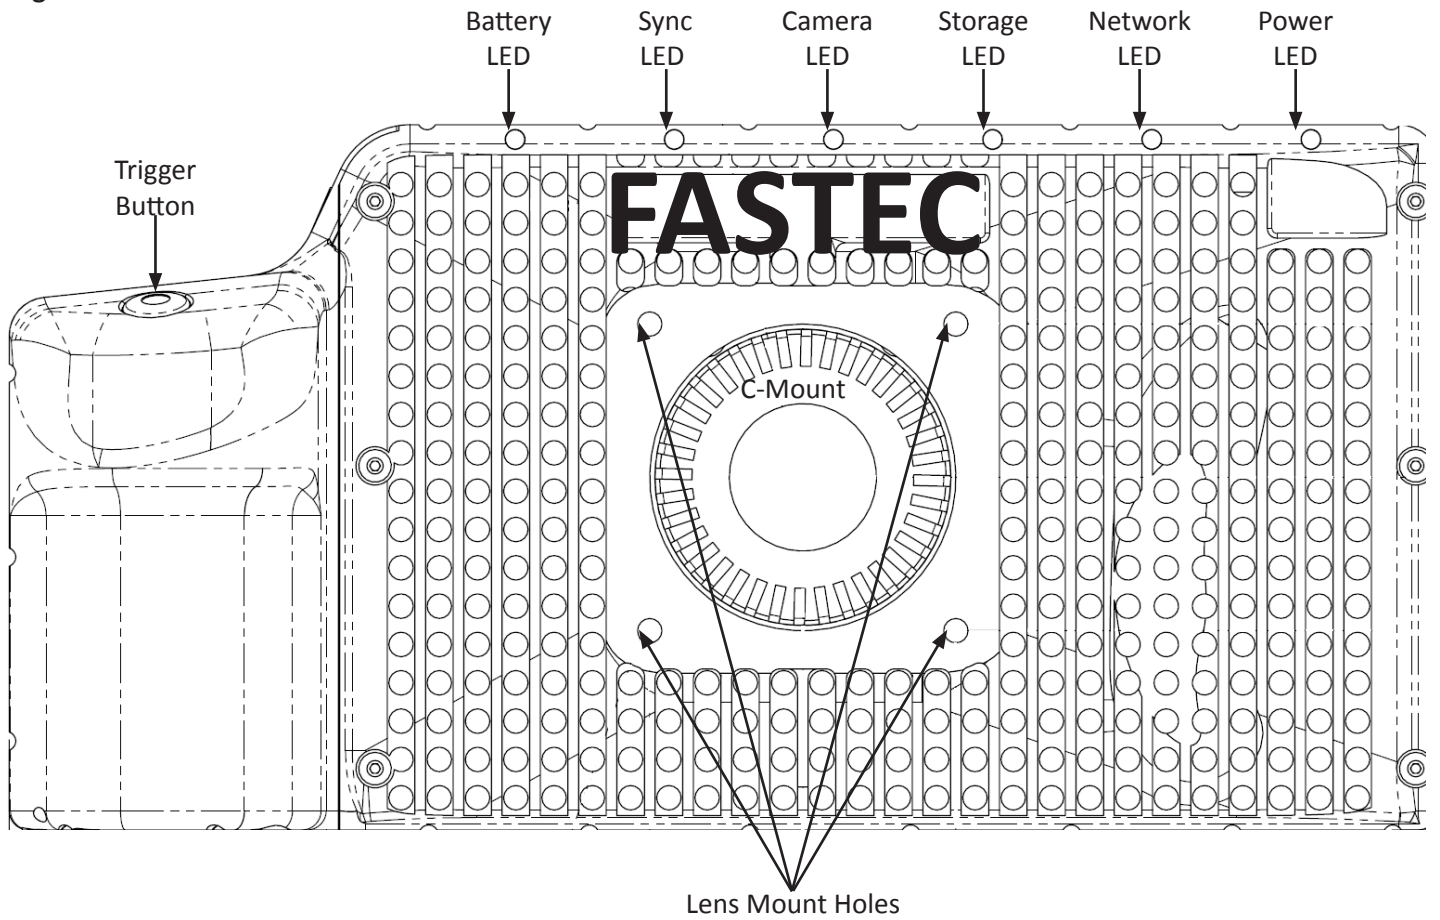 Battery
LED
Sync
LED
Camera
LED
Storage
LED
Network
LED
Power
LED
Trigger
Button
FASTEC
C-Mount
Lens Mount Holes